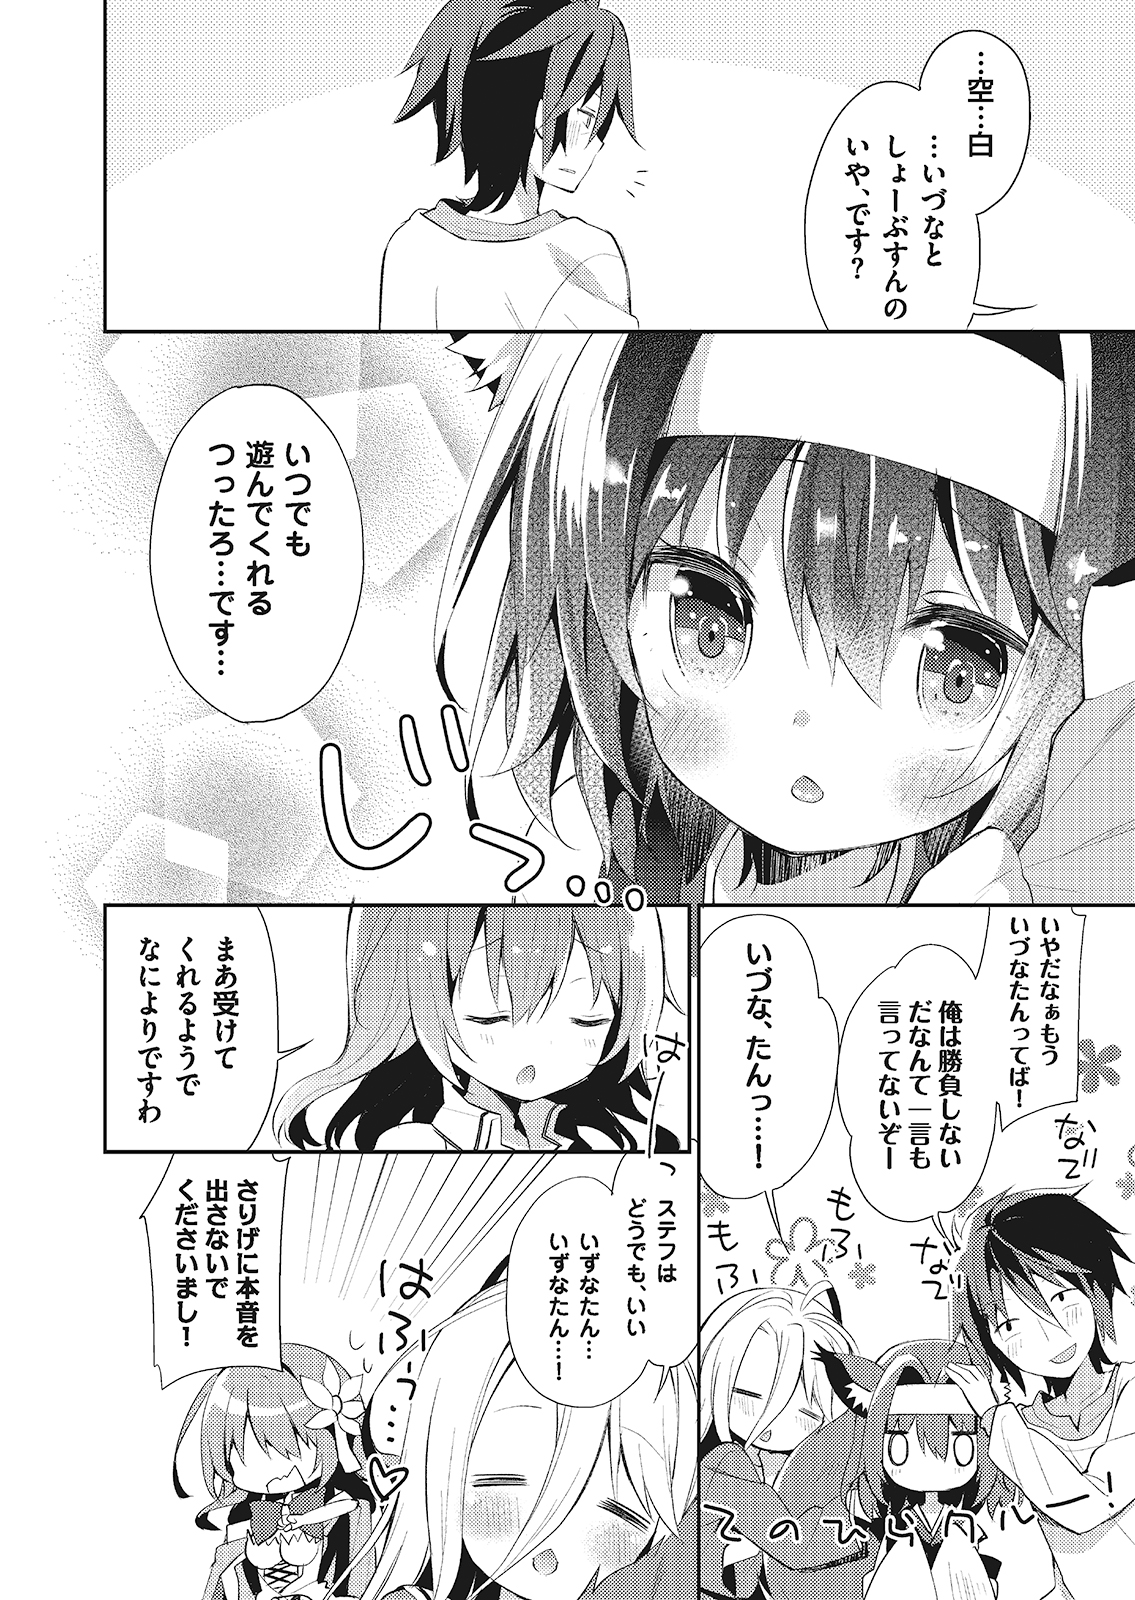 …空…白
…いづなと
しょーぶすんの
いや、です?
いつでも
遊んでくれる
つったろ…です…
じっ…
いやだなぁもう
いづなたんってば!
俺は勝負しない
だなんて一言も
言ってないぞー
なで
なで
いづな、たんっ…!
もふ
もふ
てのひらクルー!
まあ受けて
くれるようで
なによりですわ
はーっ
ステフは
どうでも、いい
いずなたん…
いずなたん…!
はふぅ…
さりげに本音を
出さないで
くださいまし!